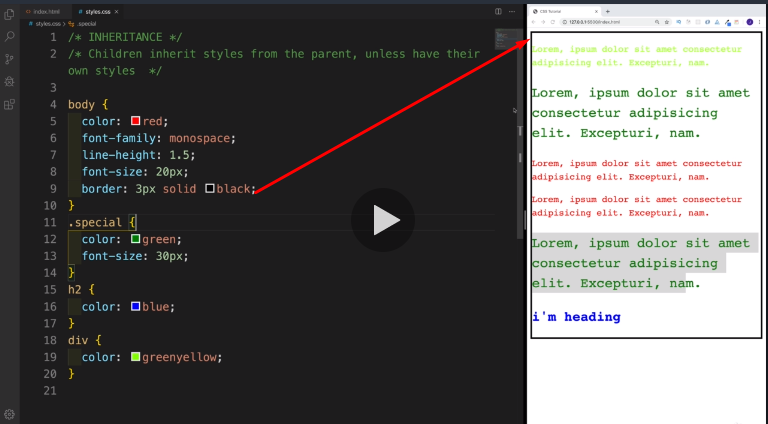 index.html
styles.css
CSS Tutorial
styles.css > .special
1 /* INHERITANCE */
2 /* Children inherit styles from the parent, unless have their
own styles  */
3
4 body {
5   color: red;
6   font-family: monospace;
7   line-height: 1.5;
8   font-size: 20px;
9   border: 3px solid black;
10 }
11 .special {
12   color: green;
13   font-size: 30px;
14 }
15 h2 {
16   color: blue;
17 }
18 div {
19   color: greenyellow;
20 }
21
Lorem, ipsum dolor sit amet consectetur
adipisicing elit. Excepturi, nam.
Lorem, ipsum dolor sit amet
consectetur adipisicing
elit. Excepturi, nam.
Lorem, ipsum dolor sit amet consectetur
adipisicing elit. Excepturi, nam.
Lorem, ipsum dolor sit amet consectetur
adipisicing elit. Excepturi, nam.
Lorem, ipsum dolor sit amet
consectetur adipisicing
elit. Excepturi, nam.
i'm heading